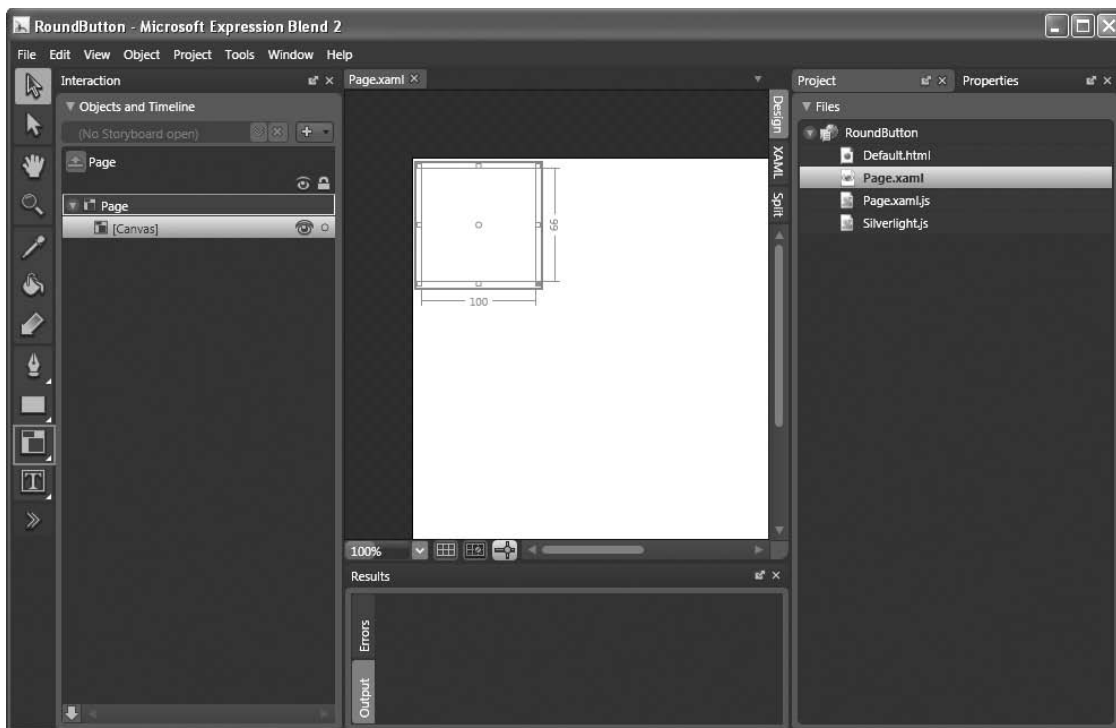 RoundButton - Microsoft Expression Blend 2
File Edit View Object Project Tools Window Help
Interaction
Objects and Timeline
(No Storyboard open)
Page
Page
[Canvas]
Page.xaml
Design
XAML
Split
100
99
100%
Results
Errors
Output
Project
Properties
Files
RoundButton
Default.html
Page.xaml
Page.xaml.js
Silverlight.js